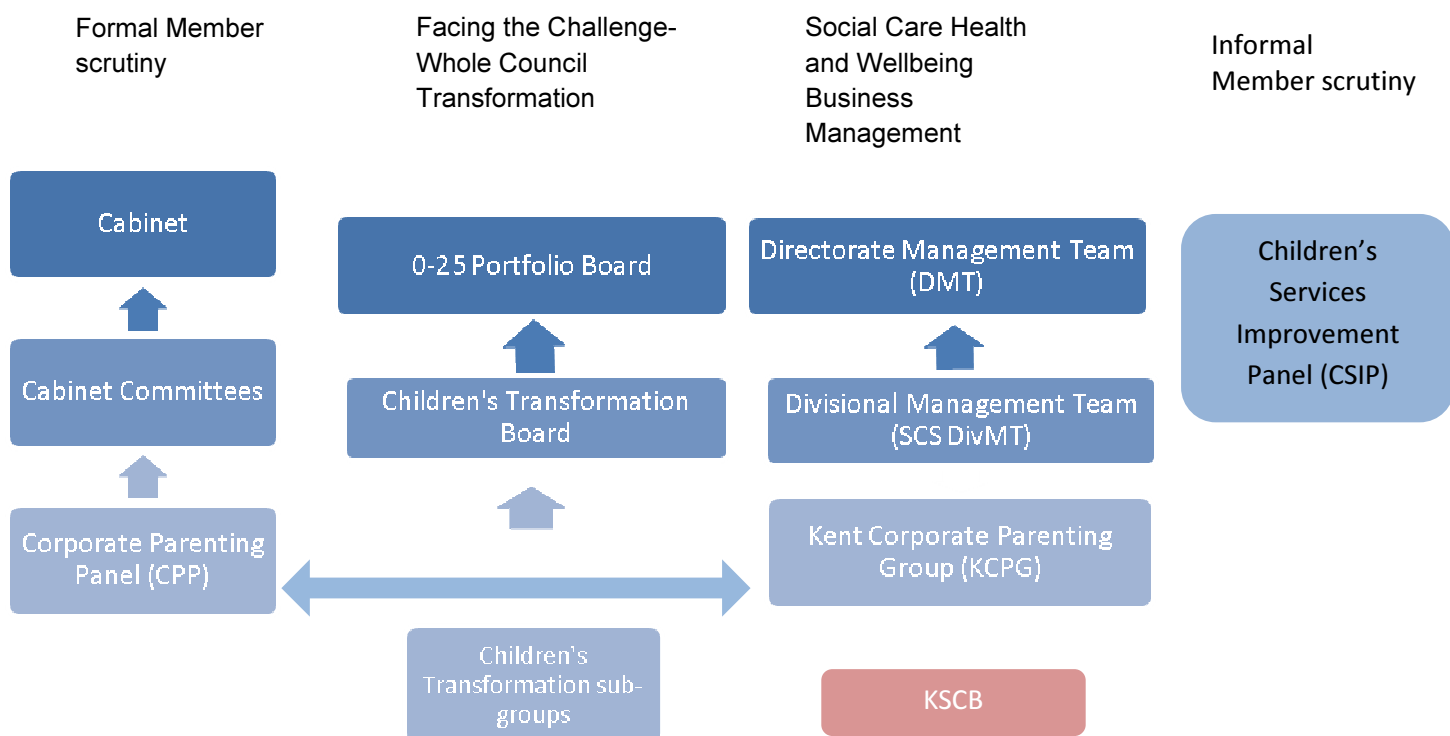 Formal Member
scrutiny
Facing the Challenge-
Whole Council
Transformation
Social Care Health
and Wellbeing
Business
Management
Informal
Member scrutiny
Cabinet
Cabinet Committees
Corporate Parenting
Panel (CPP)
0-25 Portfolio Board
Children's Transformation
Board
Children's
Transformation sub-
groups
Directorate Management Team
(DMT)
Divisional Management Team
(SCS DivMT)
Kent Corporate Parenting
Group (KCPG)
KSCB
Children’s
Services
Improvement
Panel (CSIP)